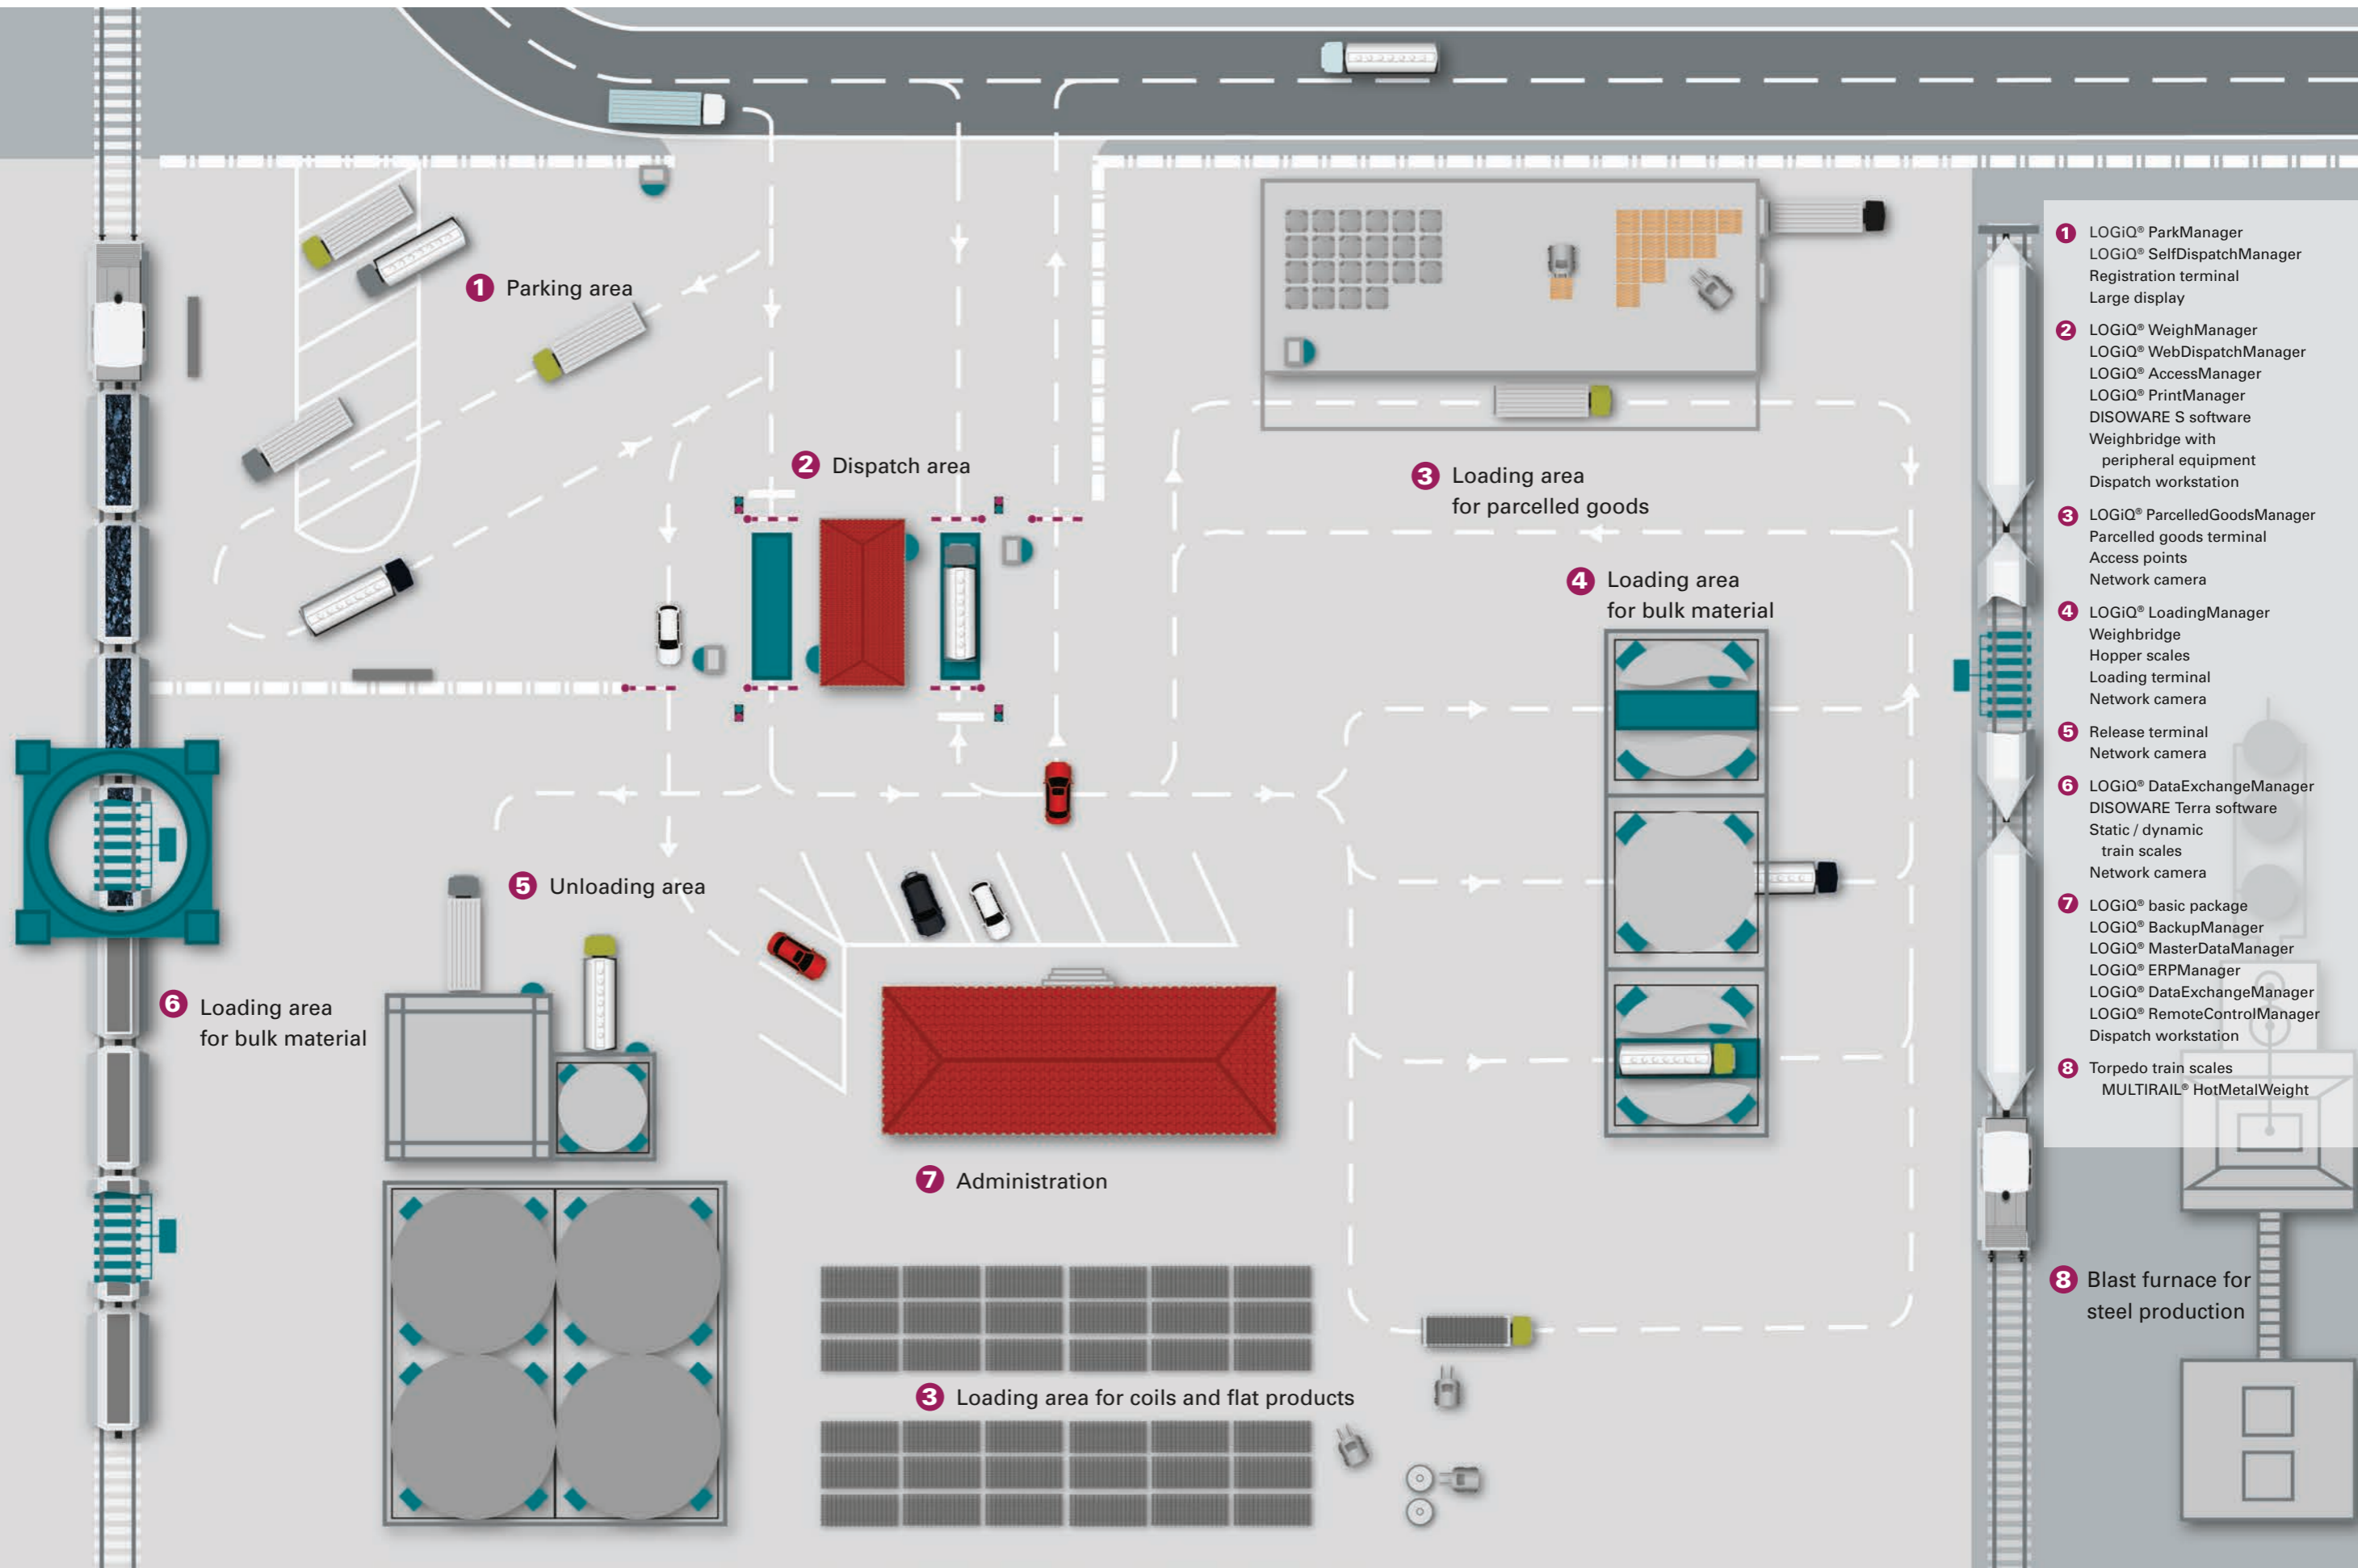 1 Parking area
2 Dispatch area
3 Loading area
for parcelled goods
4 Loading area
for bulk material
5 Unloading area
6 Loading area
for bulk material
7 Administration
3 Loading area for coils and flat products
8 Blast furnace for
steel production
1 LOGiQ® ParkManager
LOGiQ® SelfDispatchManager
Registration terminal
Large display
2 LOGiQ® WeighManager
LOGiQ® WebDispatchManager
LOGiQ® AccessManager
LOGiQ® PrintManager
DISOWARE S software
Weighbridge with
peripheral equipment
Dispatch workstation
3 LOGiQ® ParcelledGoodsManager
Parcelled goods terminal
Access points
Network camera
4 LOGiQ® LoadingManager
Weighbridge
Hopper scales
Loading terminal
Network camera
5 Release terminal
Network camera
6 LOGiQ® DataExchangeManager
DISOWARE Terra software
Static / dynamic
train scales
Network camera
7 LOGiQ® basic package
LOGiQ® BackupManager
LOGiQ® MasterDataManager
LOGiQ® ERPManager
LOGiQ® DataExchangeManager
LOGiQ® RemoteControlManager
Dispatch workstation
8 Torpedo train scales
MULTIRAIL® HotMetalWeight